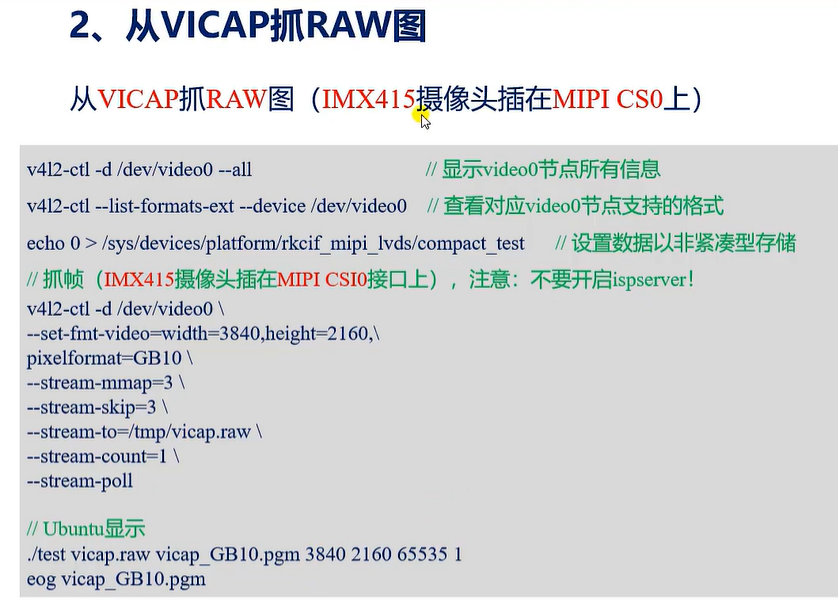 2、从VICAP抓RAW图
从VICAP抓RAW图（IMX415摄像头插在MIPI CS0上）
v4l2-ctl -d /dev/video0 --all // 显示video0节点所有信息
v4l2-ctl --list-formats-ext --device /dev/video0 // 查看对应video0节点支持的格式
echo 0 > /sys/devices/platform/rkcif_mipi_lvds/compact_test // 设置数据以非紧凑型存储
// 抓帧（IMX415摄像头插在MIPI CSI0接口上），注意：不要开启ispserver！
v4l2-ctl -d /dev/video0 \
--set-fmt-video=width=3840,height=2160,\
pixelformat=GB10 \
--stream-mmap=3 \
--stream-skip=3 \
--stream-to=/tmp/vicap.raw \
--stream-count=1 \
--stream-poll
// Ubuntu显示
./test vicap.raw vicap_GB10.pgm 3840 2160 65535 1
eog vicap_GB10.pgm